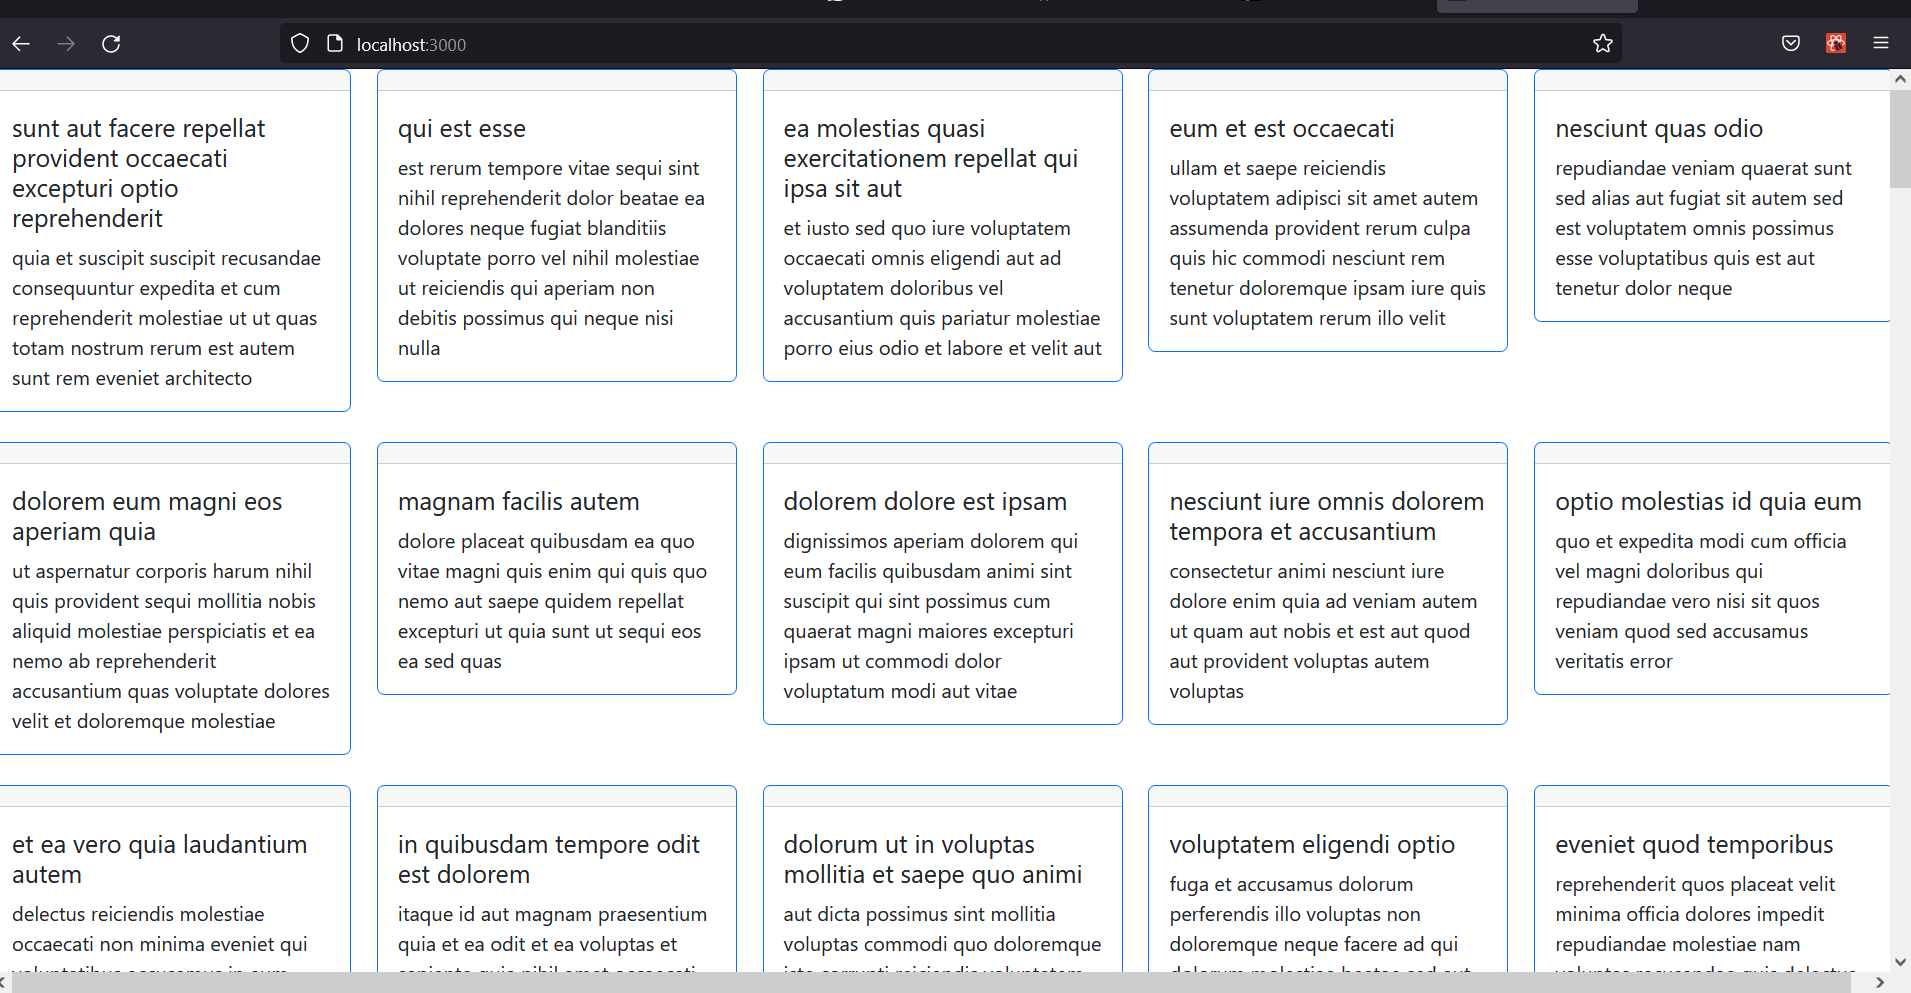 localhost:3000
sunt aut facere repellat
provident occaecati
excepturi optio
reprehenderit
quia et suscipit suscipit recusandae
consequuntur expedita et cum
reprehenderit molestiae ut ut quas
totam nostrum rerum est autem
sunt rem eveniet architecto
qui est esse
est rerum tempore vitae sequi sint
nihil reprehenderit dolor beatae ea
dolores neque fugiat blanditiis
voluptate porro vel nihil molestiae
ut reiciendis qui aperiam non
debitis possimus qui neque nisi
nulla
ea molestias quasi
exercitationem repellat qui
ipsa sit aut
et iusto sed quo iure voluptatem
occaecati omnis eligendi aut ad
voluptatem doloribus vel
accusantium quis pariatur molestiae
porro eius odio et labore et velit aut
eum et est occaecati
ullam et saepe reiciendis
voluptatem adipisci sit amet autem
assumenda provident rerum culpa
quis hic commodi nesciunt rem
tenetur doloremque ipsam iure quis
sunt voluptatem rerum illo velit
nesciunt quas odio
repudiandae veniam quaerat sunt
sed alias aut fugiat sit autem sed
est voluptatem omnis possimus
esse voluptatibus quis est aut
tenetur dolor neque
dolorem eum magni eos
aperiam quia
ut aspernatur corporis harum nihil
quis provident sequi mollitia nobis
aliquid molestiae perspiciatis et ea
nemo ab reprehenderit
accusantium quas voluptate dolores
velit et doloremque molestiae
magnam facilis autem
dolore placeat quibusdam ea quo
vitae magni quis enim qui quis quo
nemo aut saepe quidem repellat
excepturi ut quia sunt ut sequi eos
ea sed quas
dolorem dolore est ipsam
dignissimos aperiam dolorem qui
eum facilis quibusdam animi sint
suscipit qui sint possimus cum
quaerat magni maiores excepturi
ipsam ut commodi dolor
voluptatum modi aut vitae
nesciunt iure omnis dolorem
tempora et accusantium
consectetur animi nesciunt iure
dolore enim quia ad veniam autem
ut quam aut nobis et est aut quod
aut provident voluptas autem
voluptas
optio molestias id quia eum
quo et expedita modi cum officia
vel magni doloribus qui
repudiandae vero nisi sit quos
veniam quod sed accusamus
veritatis error
et ea vero quia laudantium
autem
delectus reiciendis molestiae
occaecati non minima eveniet qui
in quibusdam tempore odit
est dolorem
itaque id aut magnam praesentium
quia et ea odit et ea voluptas et
dolorum ut in voluptas
mollitia et saepe quo animi
aut dicta possimus sint mollitia
voluptas commodi quo doloremque
voluptatem eligendi optio
fuga et accusamus dolorum
perferendis illo voluptas non
doloremque neque facere ad qui
eveniet quod temporibus
reprehenderit quos placeat velit
minima officia dolores impedit
repudiandae molestiae nam